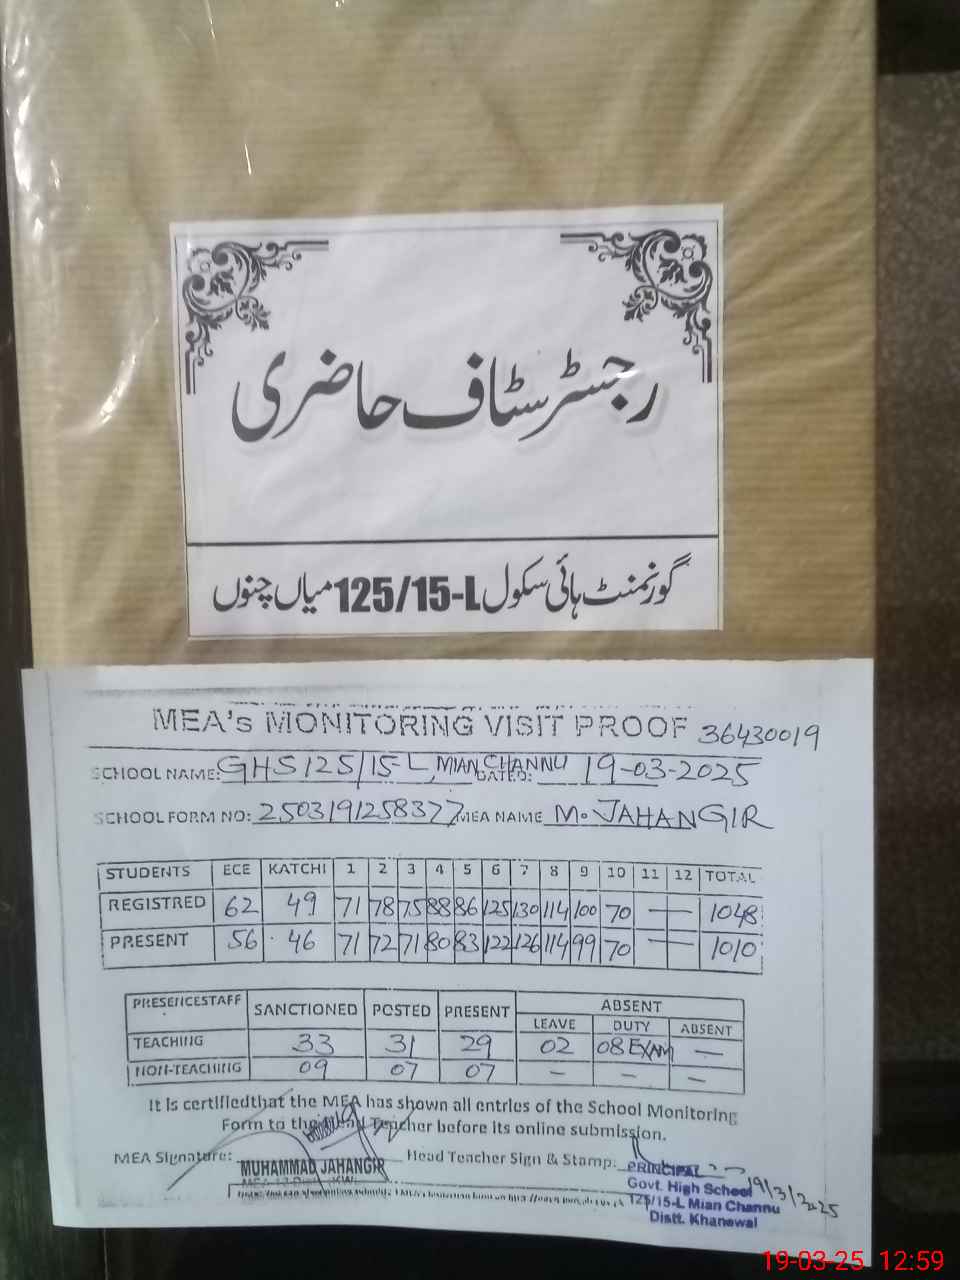 رجسٹر سٹاف حاضری
گورنمنٹ ہائی سکول 125/15-L میاں چنوں
MEA's MONITORING VISIT PROOF 36430019
SCHOOL NAME: GHS 125/15-L, MIAN CHANNU DATED: 19-03-2025
SCHOOL FORM NO: 2503191258377 MEA NAME M. JAHANGIR
STUDENTS ECE KATCHI 1 2 3 4 5 6 7 8 9 10 11 12 TOTAL
REGISTRED 62 49 71 78 75 88 86 125 130 114 100 70 — 1048
PRESENT 56 46 71 72 71 80 83 122 126 114 99 70 — 1010
PRESENCESTAFF SANCTIONED POSTED PRESENT ABSENT
LEAVE DUTY ABSENT
TEACHING 33 31 29 02 08 EXAM —
NON-TEACHING 09 07 07 — — —
It is certifiedthat the MEA has shown all entries of the School Monitoring
Form to the Head Teacher before its online submission.
MEA Signature: Head Teacher Sign & Stamp:
MUHAMMAD JAHANGIR
PRINCIPAL
Govt. High School
125/15-L Mian Channu
Distt. Khanewal
19/3/2025
19-03-25 12:59